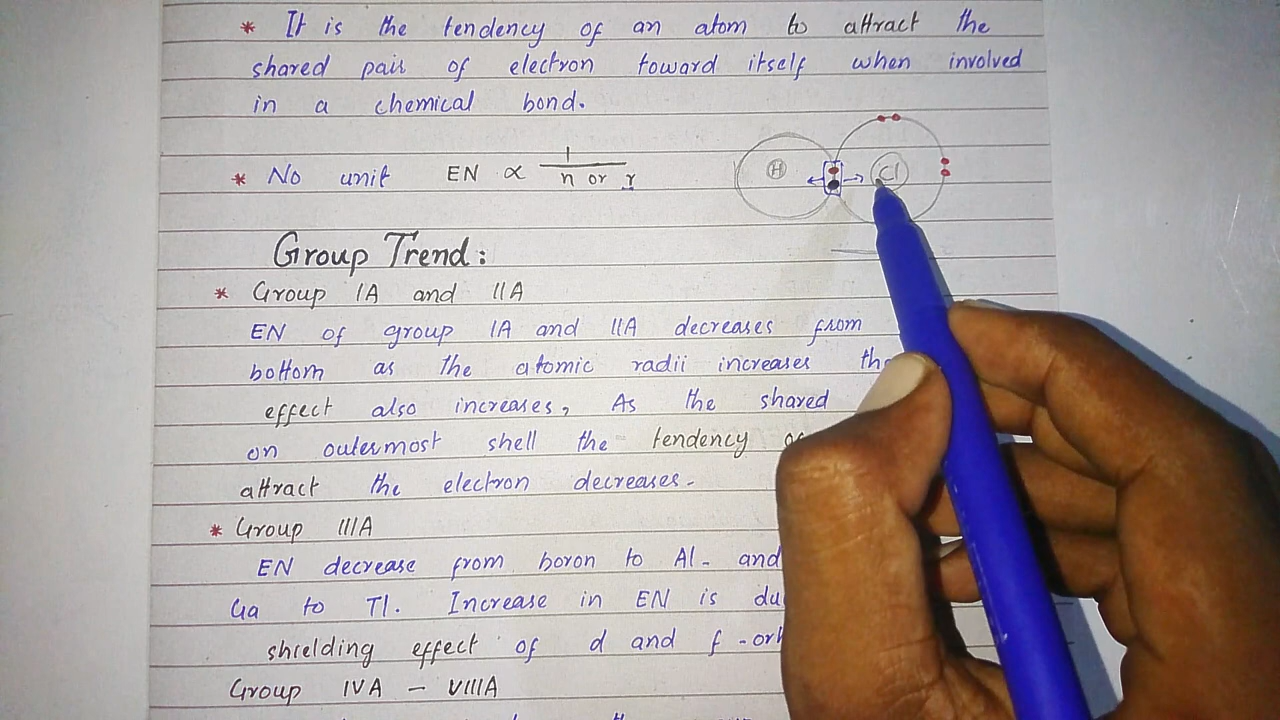 * It is the tendency of an atom to attract the
shared pair of electron toward itself when involved
in a chemical bond.
* No unit EN ∝ 1 / n or r
H Cl
Group Trend:
* Group IA and IIA
EN of group IA and IIA decreases from
bottom as the atomic radii increases
effect also increases, As the shared
on outermost shell the tendency
attract the electron decreases.
* Group IIIA
EN decrease from boron to Al. and
Ga to Tl. Increase in EN is
shielding effect of d and f
Group IVA - VIIIA